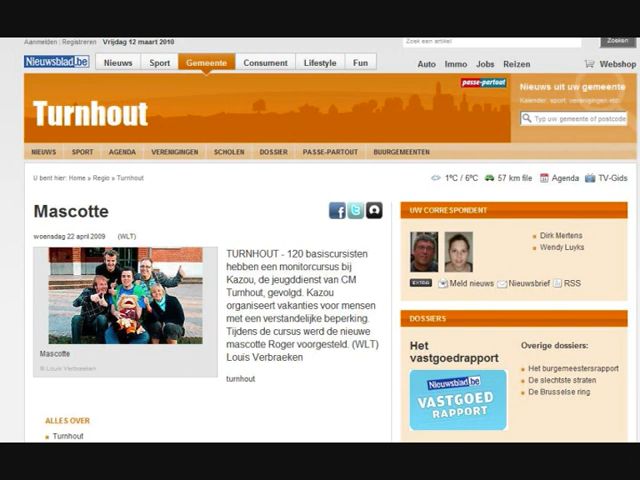 Aanmelden | Registreren Vrijdag 12 maart 2010
Zoek een artikel Zoeken
Nieuwsblad.be Nieuws Sport Gemeente Consument Lifestyle Fun
Auto Immo Jobs Reizen Webshop
passe-partout
Nieuws uit uw gemeente
Kalender, sport, verenigingen etc.
Turnhout
Typ uw gemeente of postcode
NIEUWS SPORT AGENDA VERENIGINGEN SCHOLEN DOSSIER PASSE-PARTOUT BUURGEMEENTEN
U bent hier: Home » Regio » Turnhout
1°C / 6°C 57 km file Agenda TV-Gids
Mascotte
woensdag 22 april 2009 (WLT)
TURNHOUT - 120 basiscursisten
hebben een monitorcursus bij
Kazou, de jeugddienst van CM
Turnhout, gevolgd. Kazou
organiseert vakanties voor mensen
met een verstandelijke beperking.
Tijdens de cursus werd de nieuwe
mascotte Roger voorgesteld. (WLT)
Louis Verbraeken
turnhout
Mascotte
© Louis Verbraeken
ALLES OVER
Turnhout
UW CORRESPONDENT
Dirk Mertens
Wendy Luyks
EXTRA Meld nieuws Nieuwsbrief RSS
DOSSIERS
Het
vastgoedrapport
Nieuwsblad.be
VASTGOED
RAPPORT
Overige dossiers:
Het burgemeestersrapport
De slechtste straten
De Brusselse ring